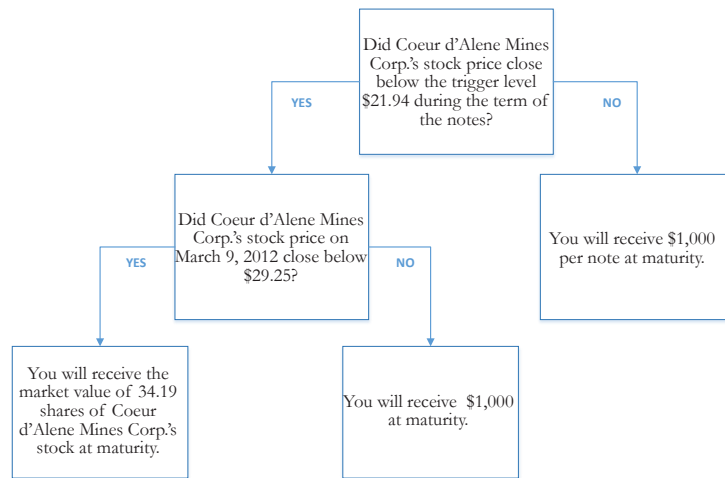 Did Coeur d'Alene Mines
Corp.'s stock price close
below the trigger level
$21.94 during the term of
the notes?
YES
NO
Did Coeur d'Alene Mines
Corp.'s stock price on
March 9, 2012 close below
$29.25?
You will receive $1,000
per note at maturity.
YES
NO
You will receive the
market value of 34.19
shares of Coeur
d'Alene Mines Corp.'s
stock at maturity.
You will receive $1,000
at maturity.